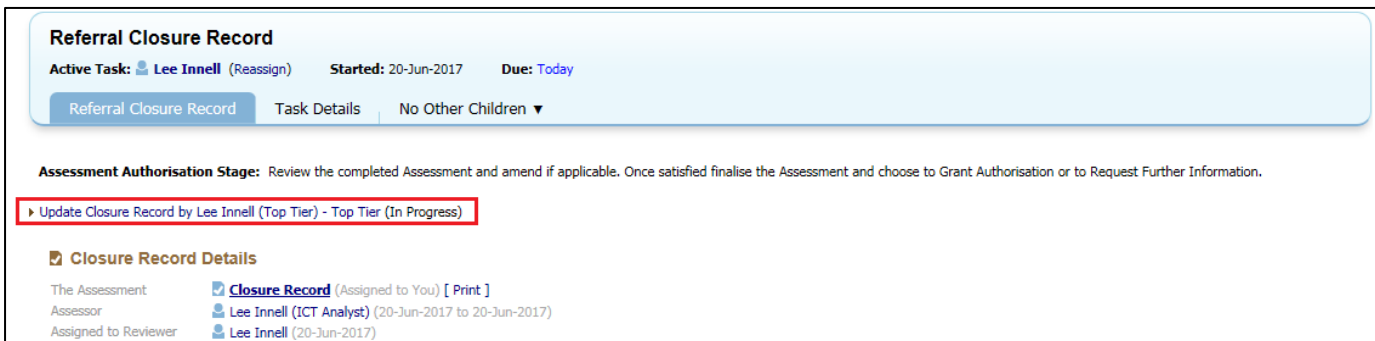 Referral Closure Record
Active Task: Lee Innell (Reassign) Started: 20-Jun-2017 Due: Today
Referral Closure Record Task Details No Other Children ▼
Assessment Authorisation Stage: Review the completed Assessment and amend if applicable. Once satisfied finalise the Assessment and choose to Grant Authorisation or to Request Further Information.
Update Closure Record by Lee Innell (Top Tier) - Top Tier (In Progress)
Closure Record Details
The Assessment Closure Record (Assigned to You) [ Print ]
Assessor Lee Innell (ICT Analyst) (20-Jun-2017 to 20-Jun-2017)
Assigned to Reviewer Lee Innell (20-Jun-2017)